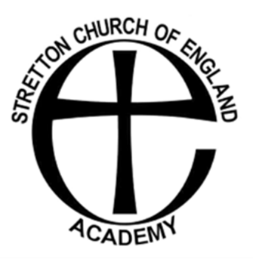 STRETTON CHURCH OF ENGLAND
ACADEMY